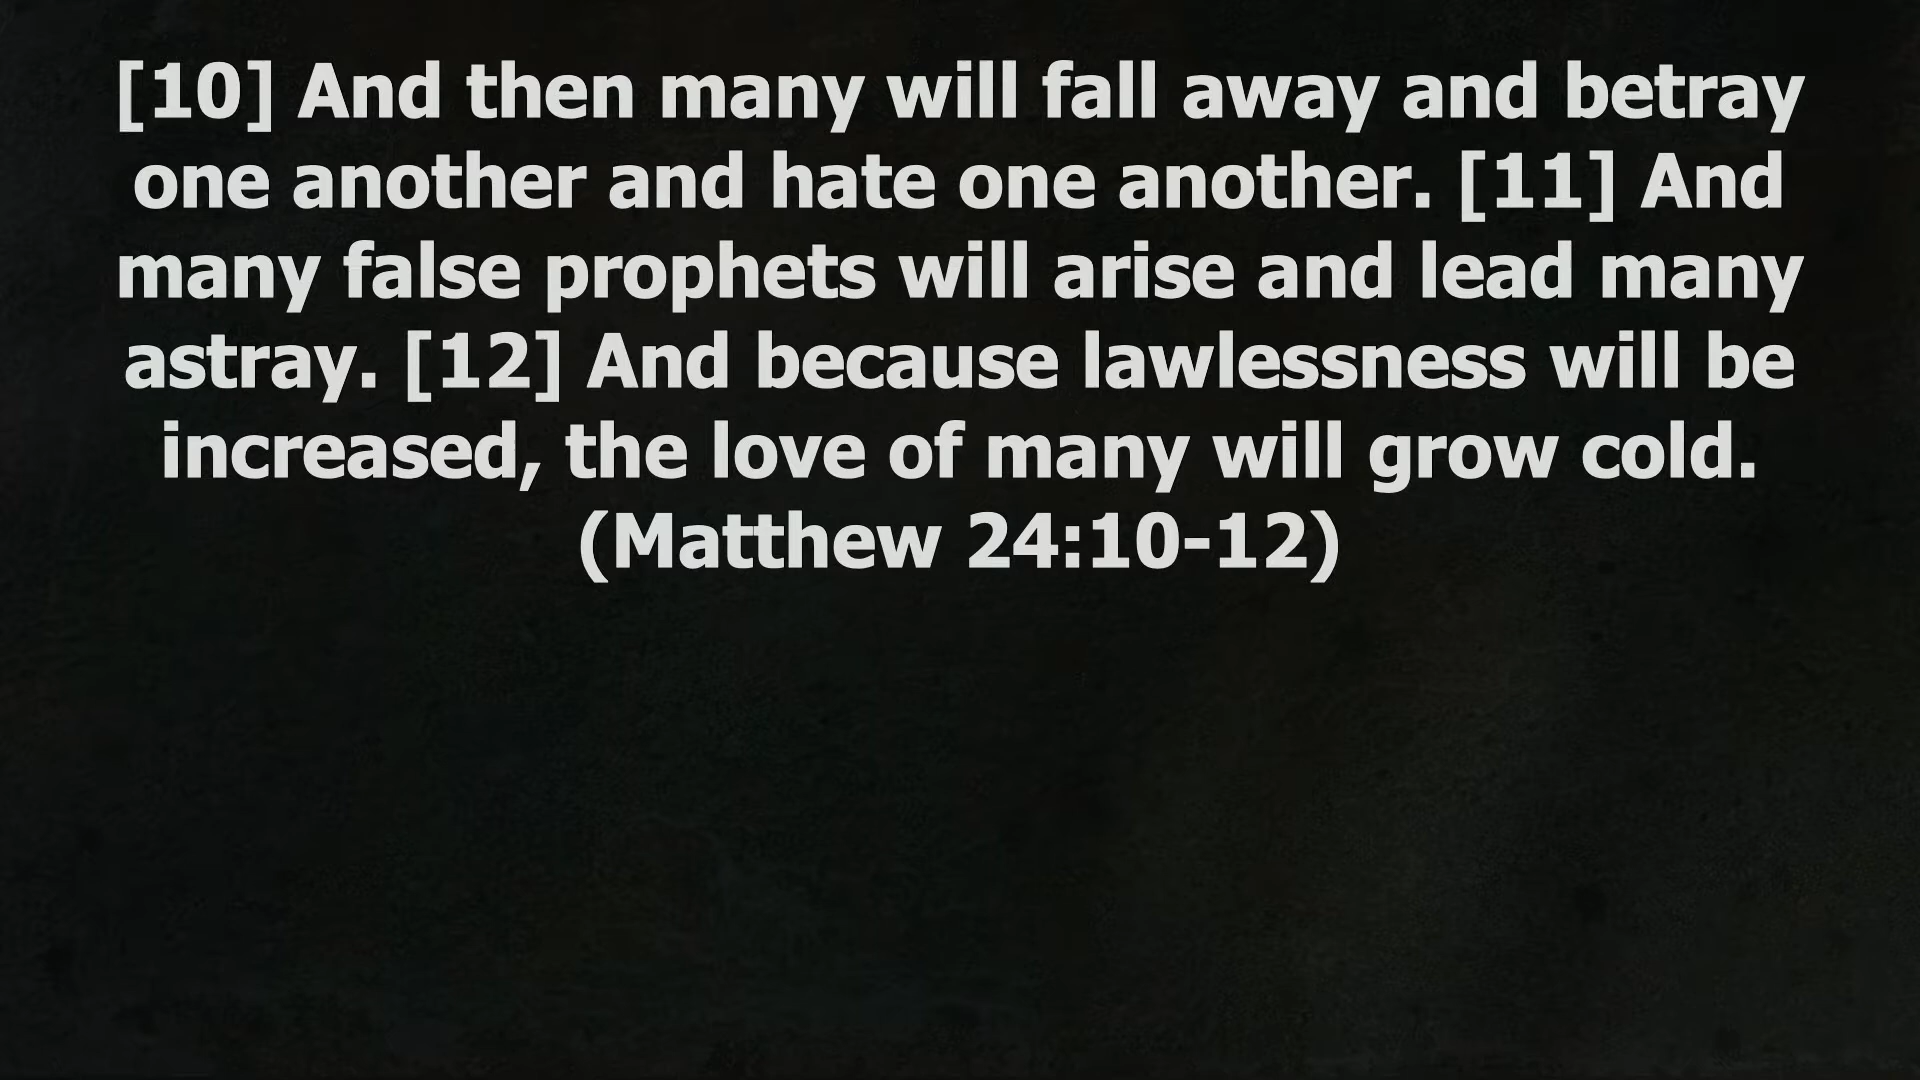 [10] And then many will fall away and betray
one another and hate one another. [11] And
many false prophets will arise and lead many
astray. [12] And because lawlessness will be
increased, the love of many will grow cold.
(Matthew 24:10-12)